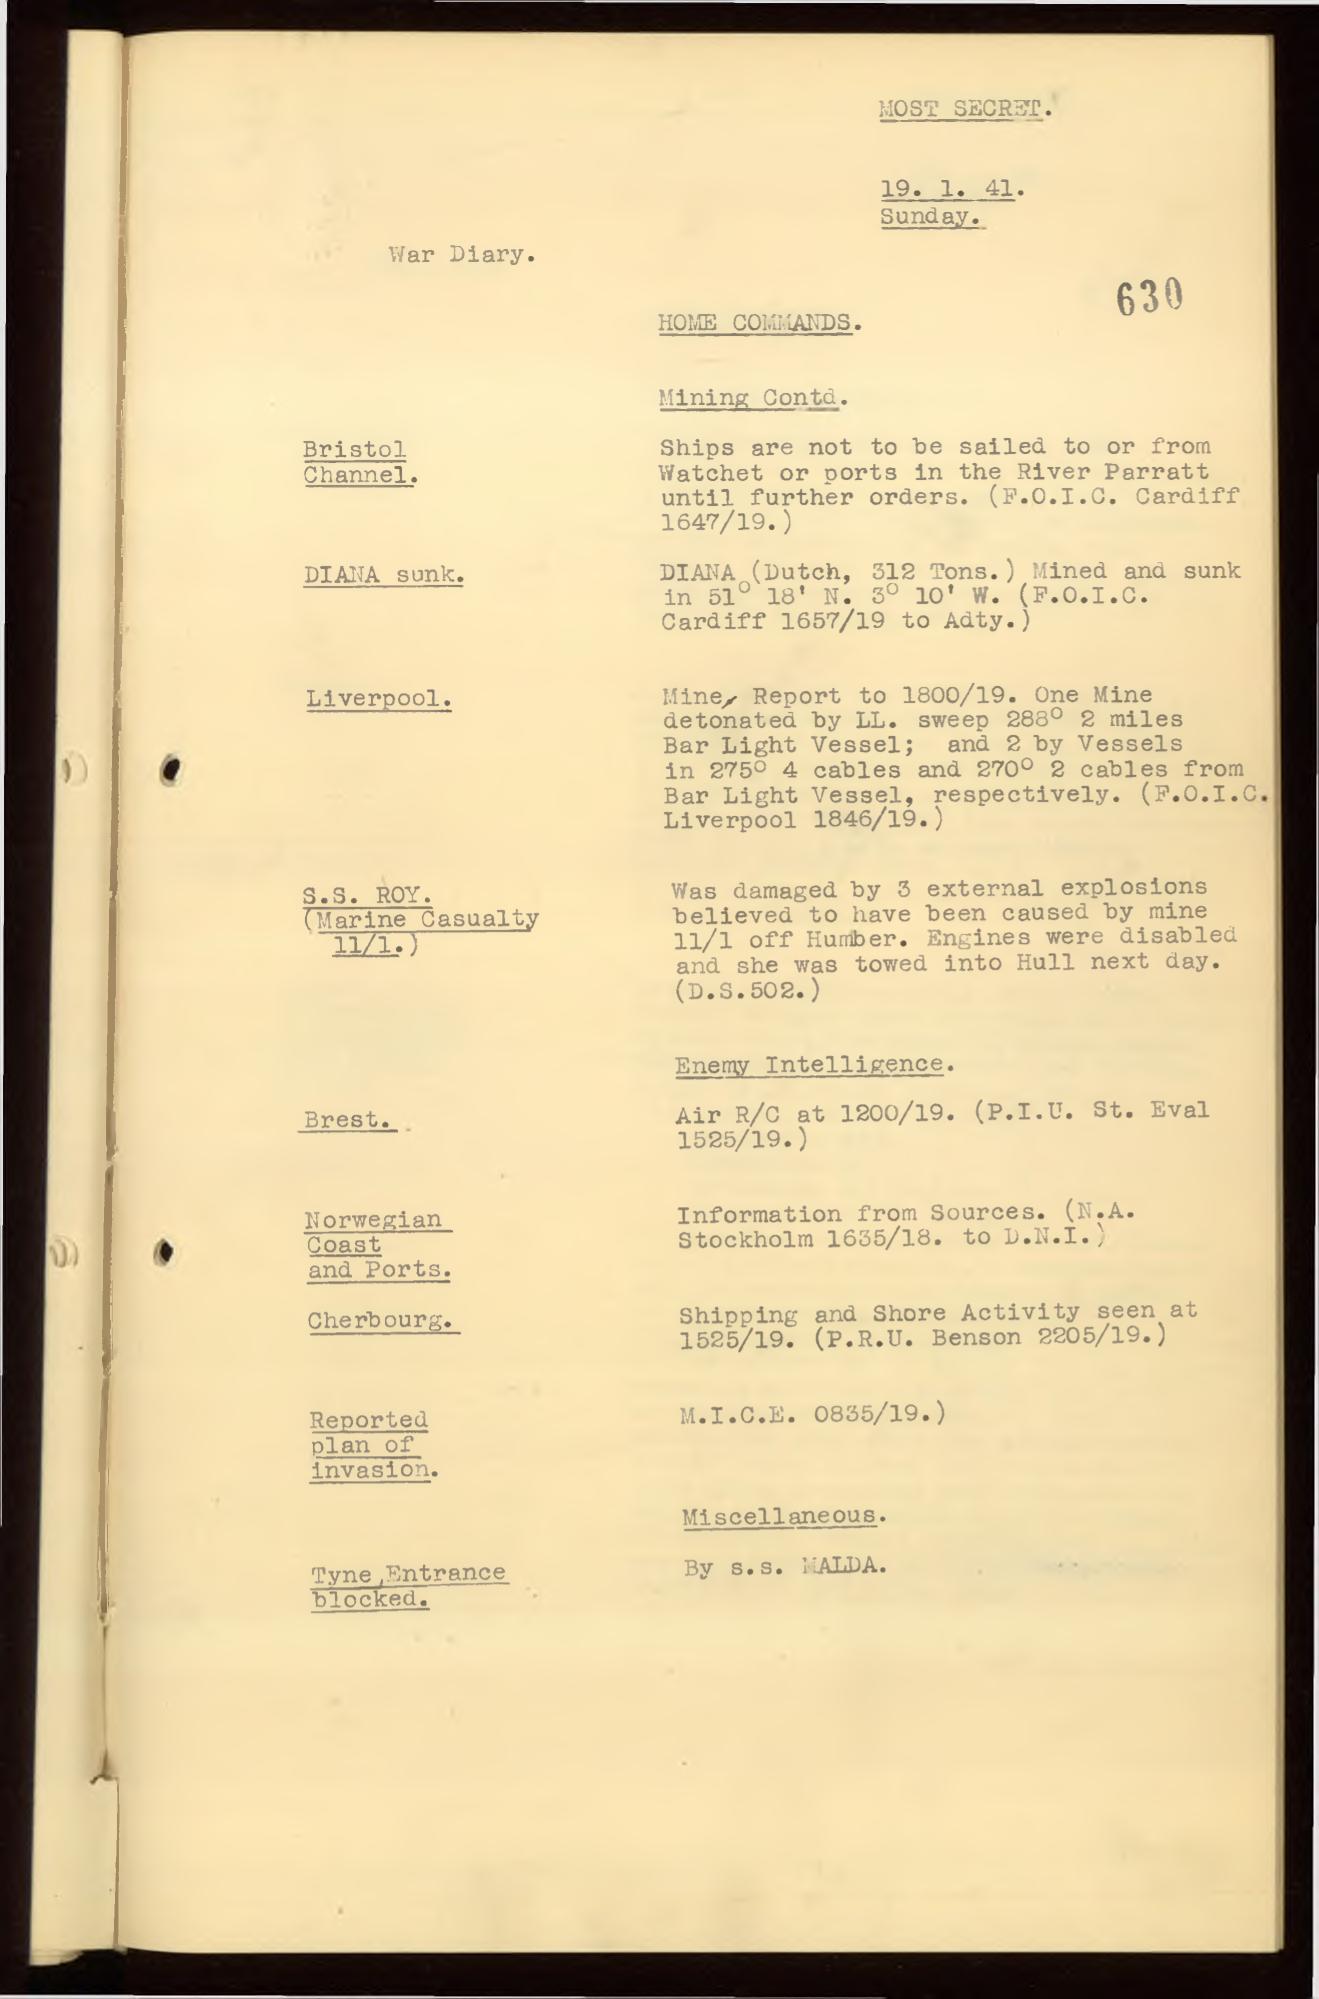 MOST SECRET.
19. 1. 41.
Sunday.
War Diary.
630
HOME COMMANDS.
Mining Contd.
Bristol
Channel.
Ships are not to be sailed to or from
Watchet or ports in the River Parratt
until further orders. (F.O.I.C. Cardiff
1647/19.)
DIANA sunk.
DIANA (Dutch, 312 Tons.) Mined and sunk
in 51° 18' N. 3° 10' W. (F.O.I.C.
Cardiff 1657/19 to Adty.)
Liverpool.
Mine, Report to 1800/19. One Mine
detonated by LL. sweep 288° 2 miles
Bar Light Vessel; and 2 by Vessels
in 275° 4 cables and 270° 2 cables from
Bar Light Vessel, respectively. (F.O.I.C.
Liverpool 1846/19.)
S.S. ROY.
(Marine Casualty
11/1.)
Was damaged by 3 external explosions
believed to have been caused by mine
11/1 off Humber. Engines were disabled
and she was towed into Hull next day.
(D.S.502.)
Enemy Intelligence.
Brest.
Air R/C at 1200/19. (P.I.U. St. Eval
1525/19.)
Norwegian
Coast
and Ports.
Information from Sources. (N.A.
Stockholm 1635/18. to D.N.I.)
Cherbourg.
Shipping and Shore Activity seen at
1525/19. (P.R.U. Benson 2205/19.)
Reported
plan of
invasion.
M.I.C.E. 0835/19.)
Miscellaneous.
Tyne,Entrance
blocked.
By s.s. MALDA.